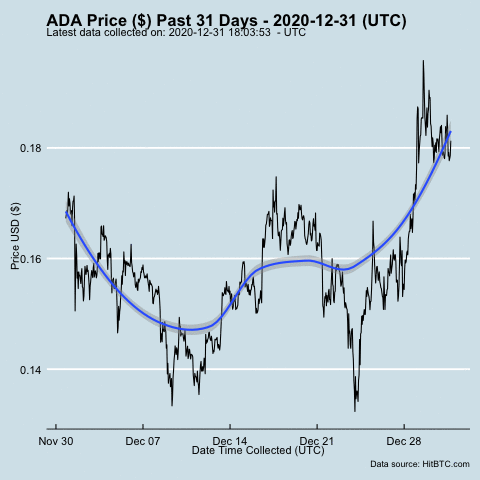 ADA Price ($) Past 31 Days - 2020-12-31 (UTC)
Latest data collected on: 2020-12-31 18:03:53 - UTC
Price USD ($)
0.18
0.16
0.14
Nov 30 Dec 07 Dec 14 Dec 21 Dec 28
Date Time Collected (UTC)
Data source: HitBTC.com